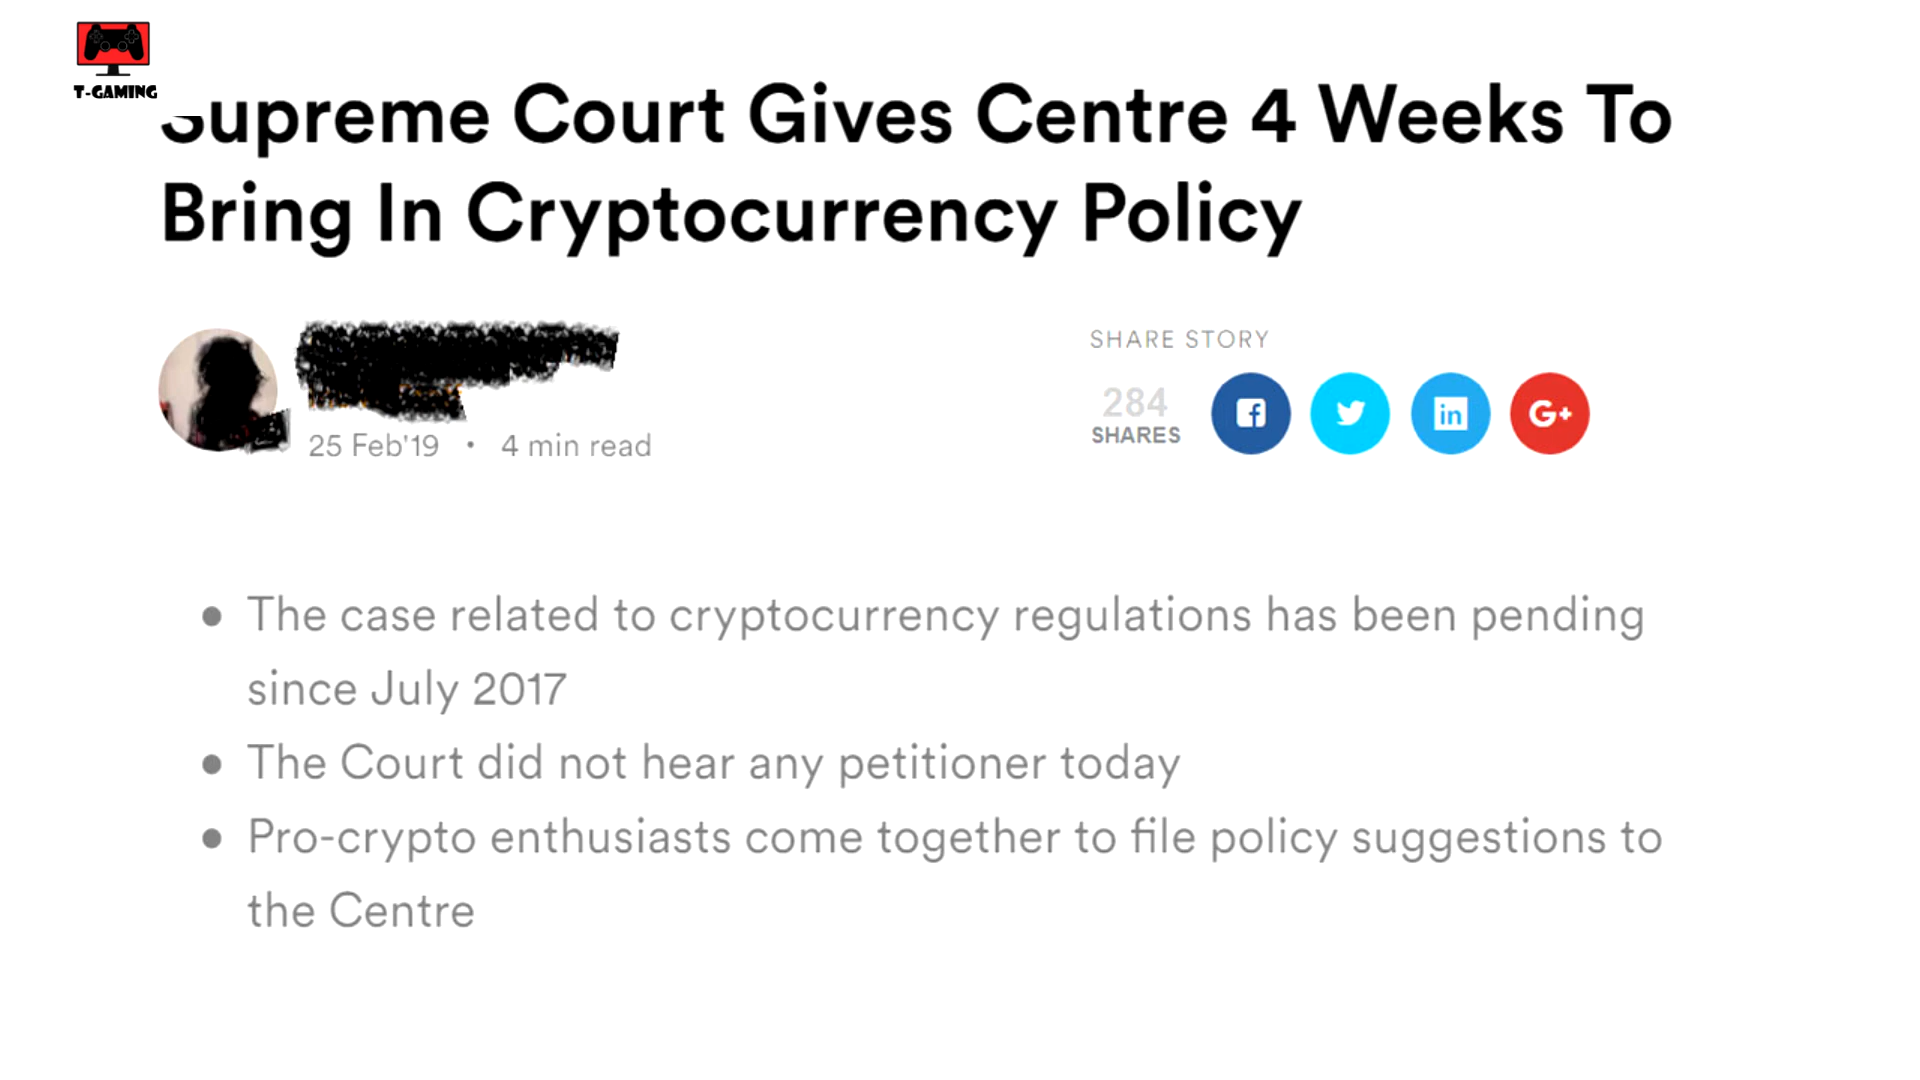 T-GAMING
Supreme Court Gives Centre 4 Weeks To
Bring In Cryptocurrency Policy
25 Feb'19 • 4 min read
SHARE STORY
284
SHARES
f
in
G+
• The case related to cryptocurrency regulations has been pending
since July 2017
• The Court did not hear any petitioner today
• Pro-crypto enthusiasts come together to file policy suggestions to
the Centre